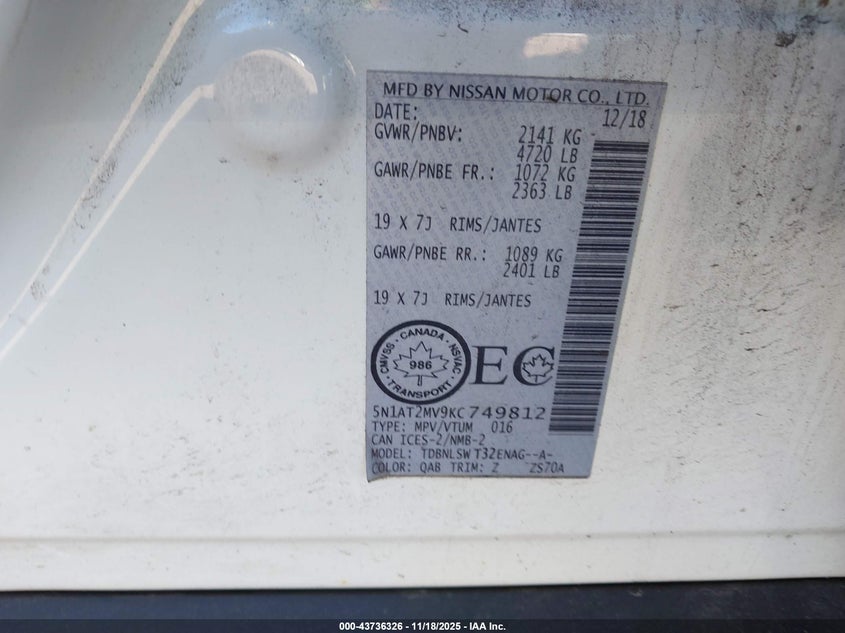 MFD BY NISSAN MOTOR CO., LTD.
DATE: 12/18
GVWR/PNBV: 2141 KG
4720 LB
GAWR/PNBE FR.: 1072 KG
2363 LB
19 X 7J RIMS/JANTES
GAWR/PNBE RR.: 1089 KG
2401 LB
19 X 7J RIMS/JANTES
CMVSS · CANADA · NSVAC · TRANSPORT ·
986
EC
5N1AT2MV9KC749812
TYPE: MPV/VTUM 016
CAN ICES-2/NMB-2
MODEL: TDBNLSW T32ENAG--A-
COLOR: QAB TRIM: Z ZS70A
000-43736326 - 11/18/2025 - IAA Inc.